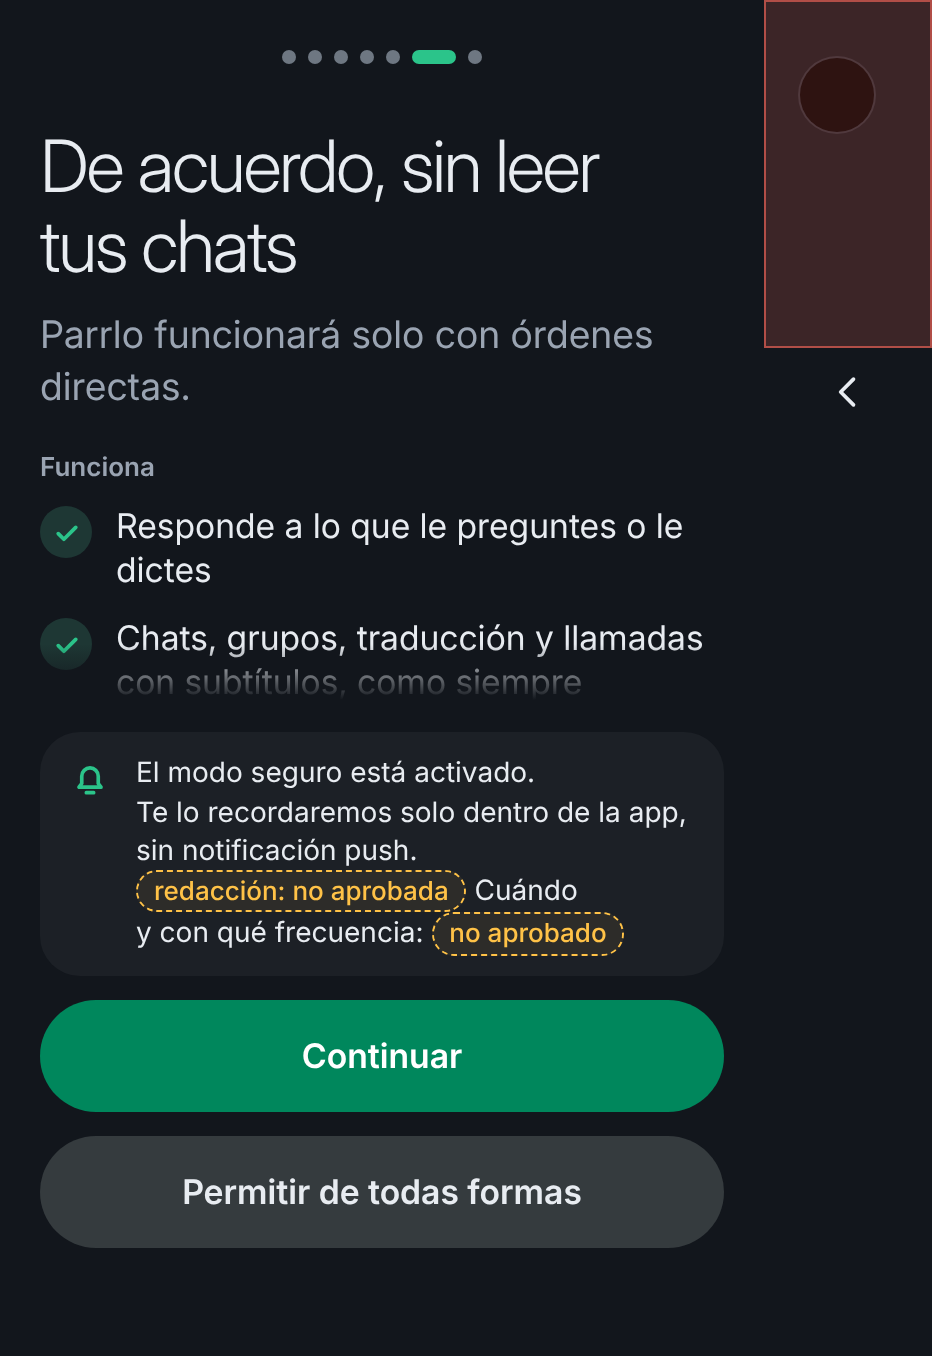 De acuerdo, sin leer
tus chats
Parrlo funcionará solo con órdenes
directas.
Funciona
Responde a lo que le preguntes o le
dictes
Chats, grupos, traducción y llamadas
con subtítulos, como siempre
El modo seguro está activado.
Te lo recordaremos solo dentro de la app,
sin notificación push.
redacción: no aprobada Cuándo
y con qué frecuencia: no aprobado
Continuar
Permitir de todas formas